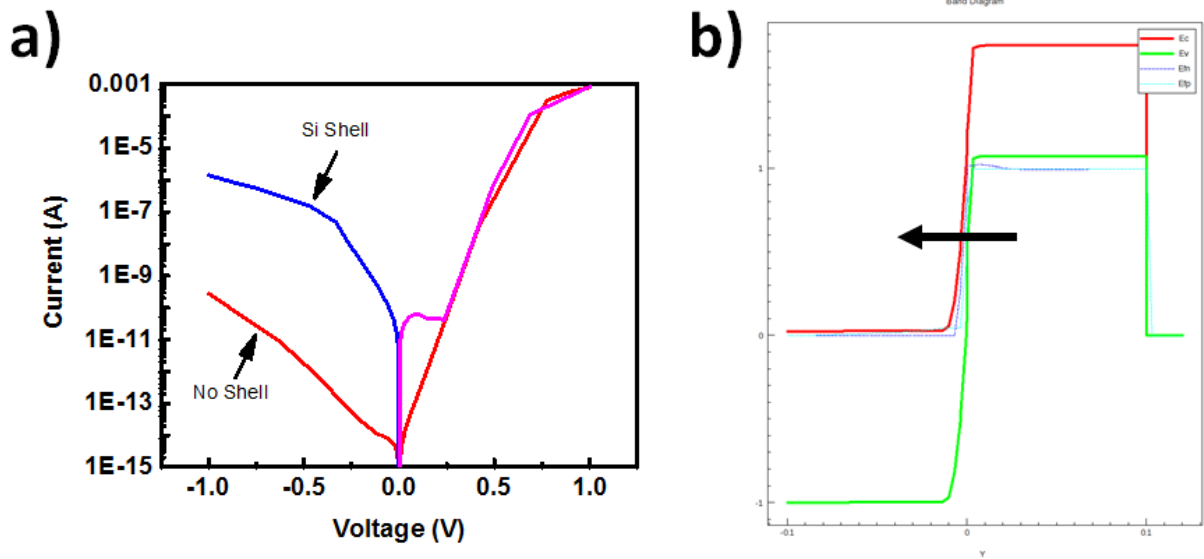 a)
0.001
1E-5
1E-7
1E-9
1E-11
1E-13
1E-15
Current (A)
Si Shell
No Shell
-1.0
-0.5
0.0
0.5
1.0
Voltage (V)
b)
Band Diagram
Ec
Ev
Efn
Efp
1
0
-1
-0.1
0
0.1
Y